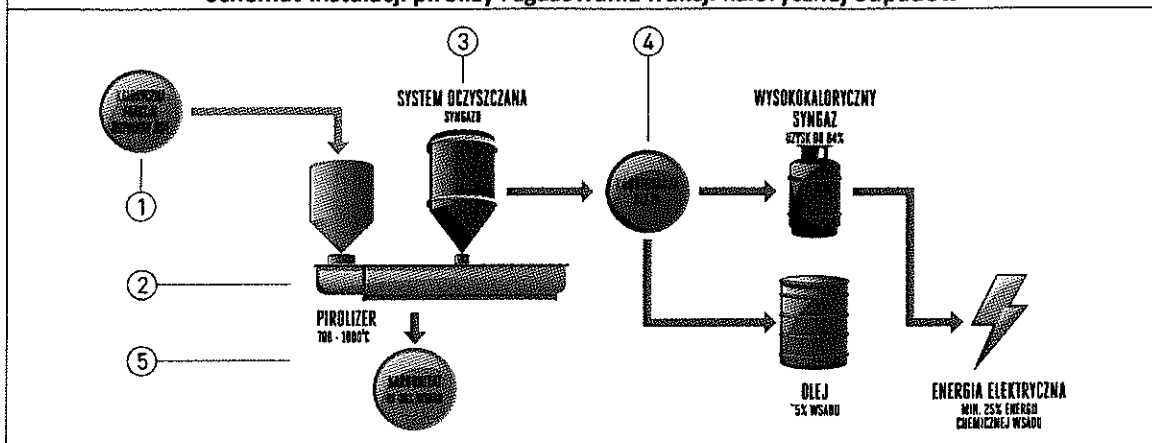 Schemat instalacji pirolizy i zgazowania frakcji kalorycznej odpadów
3
4
SYSTEM OCZYSZCZANA
SYNGAZU
WYSOKOKALORYCZNY
SYNGAZ
UZYSK DO 84%
1
2
PIROLIZER
700 - 1000°C
5
OLEJ
~5% WSADU
ENERGIA ELEKTRYCZNA
MIN. 25% ENERGII
CHEMICZNEJ WSADU